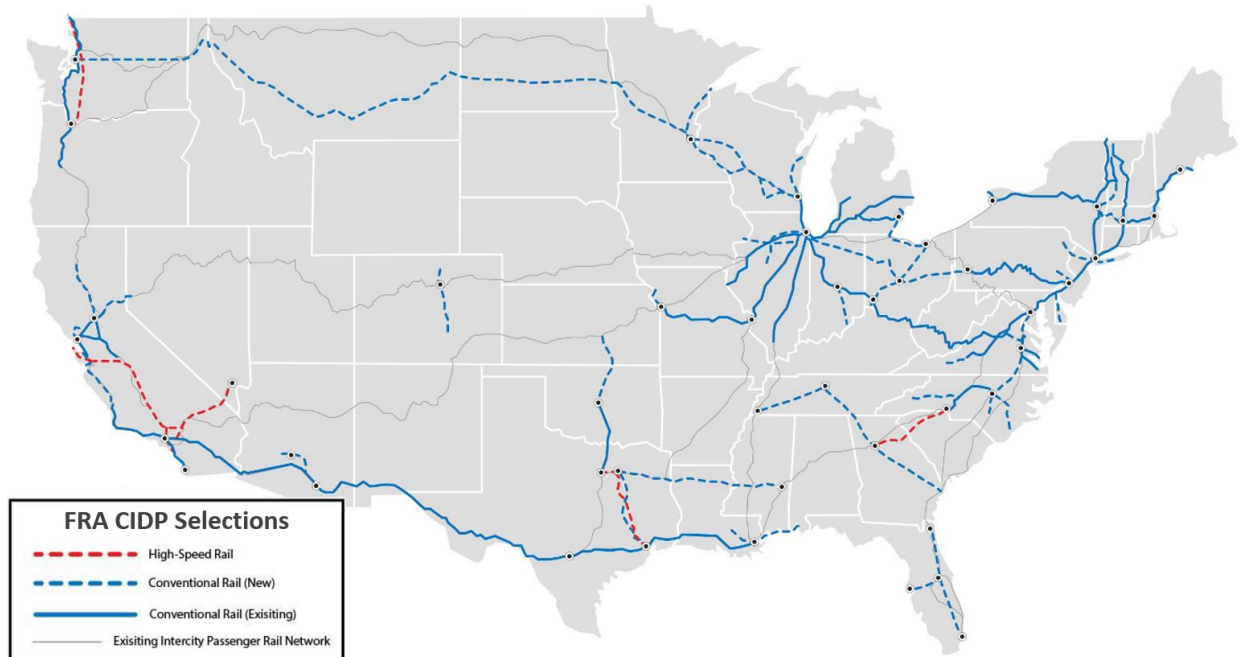 FRA CIDP Selections
High-Speed Rail
Conventional Rail (New)
Conventional Rail (Exisiting)
Exisiting Intercity Passenger Rail Network